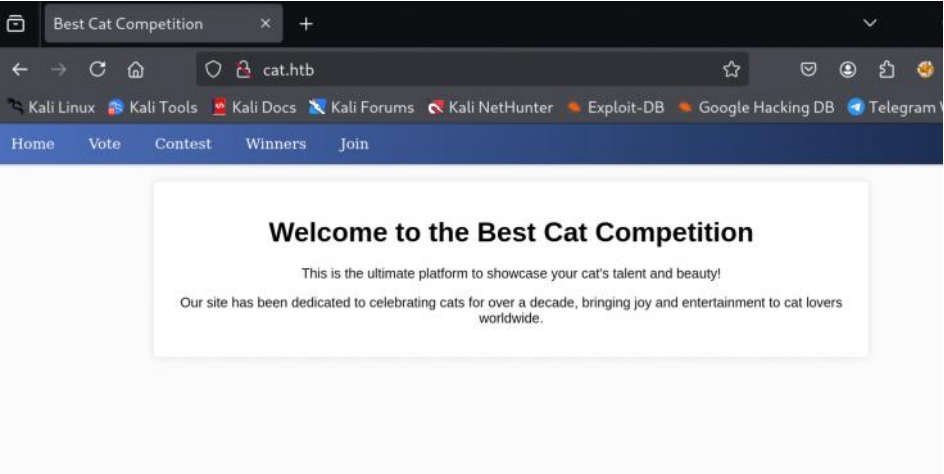 Best Cat Competition
cat.htb
Kali Linux Kali Tools Kali Docs Kali Forums Kali NetHunter Exploit-DB Google Hacking DB Telegram
Home Vote Contest Winners Join
Welcome to the Best Cat Competition
This is the ultimate platform to showcase your cat's talent and beauty!
Our site has been dedicated to celebrating cats for over a decade, bringing joy and entertainment to cat lovers
worldwide.